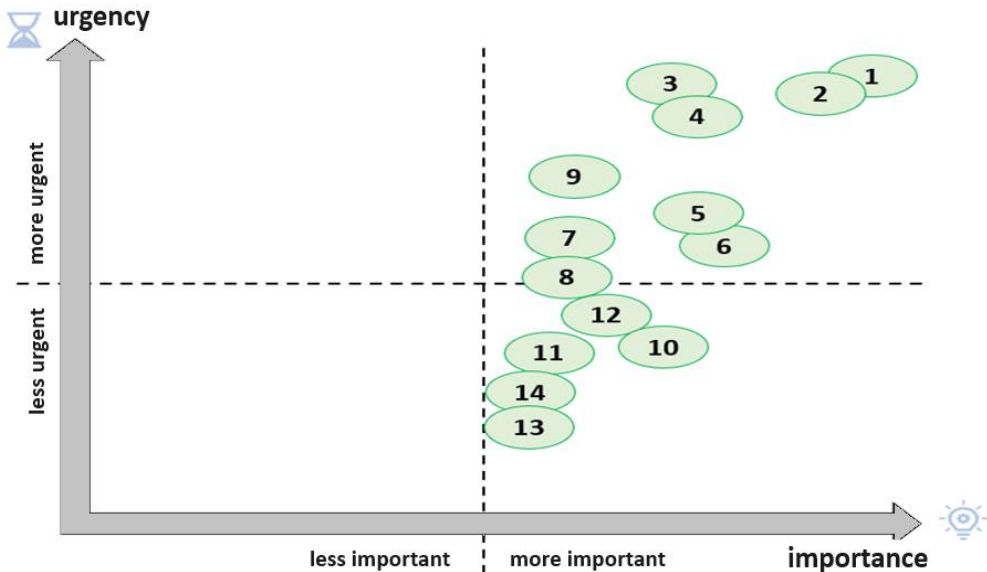 urgency
more urgent
less urgent
1
2
3
4
9
5
6
7
8
12
10
11
14
13
less important
more important
importance